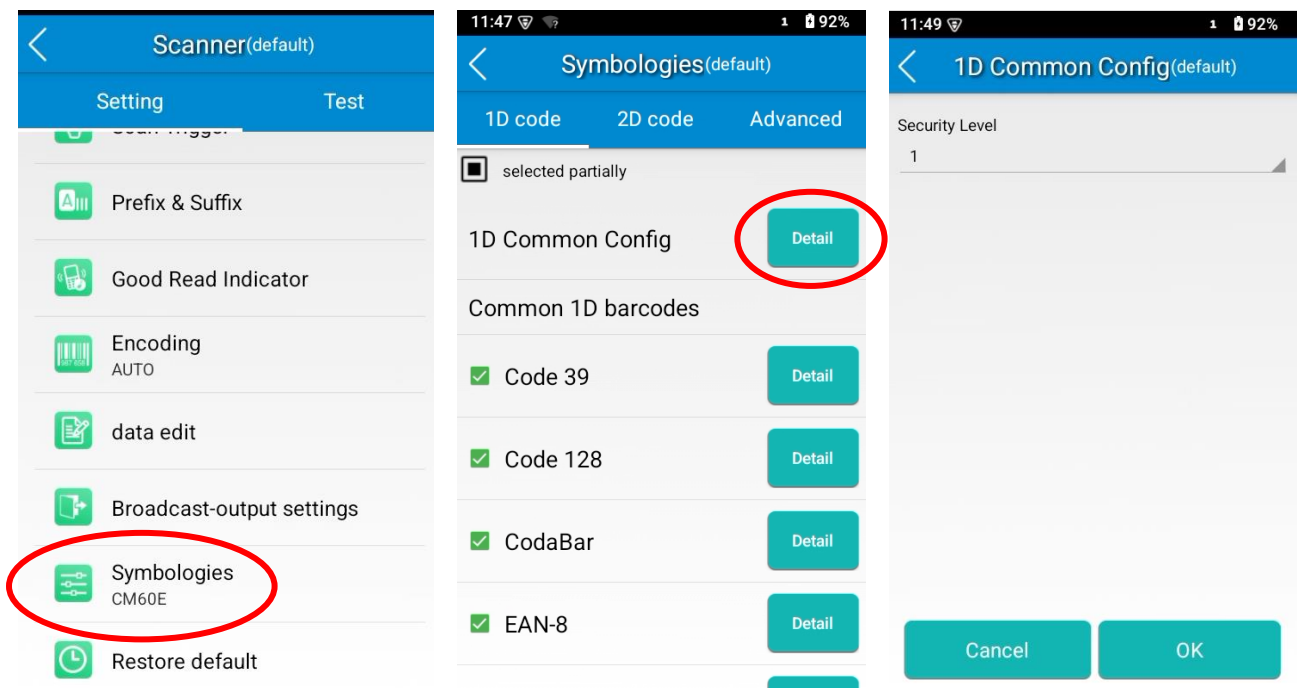 Scanner(default)
Setting
Test
Scan Trigger
Prefix & Suffix
Good Read Indicator
Encoding
AUTO
data edit
Broadcast-output settings
Symbologies
CM60E
Restore default
11:47
1
92%
Symbologies(default)
1D code
2D code
Advanced
selected partially
1D Common Config
Detail
Common 1D barcodes
Code 39
Detail
Code 128
Detail
CodaBar
Detail
EAN-8
Detail
11:49
1
92%
1D Common Config(default)
Security Level
1
Cancel
OK